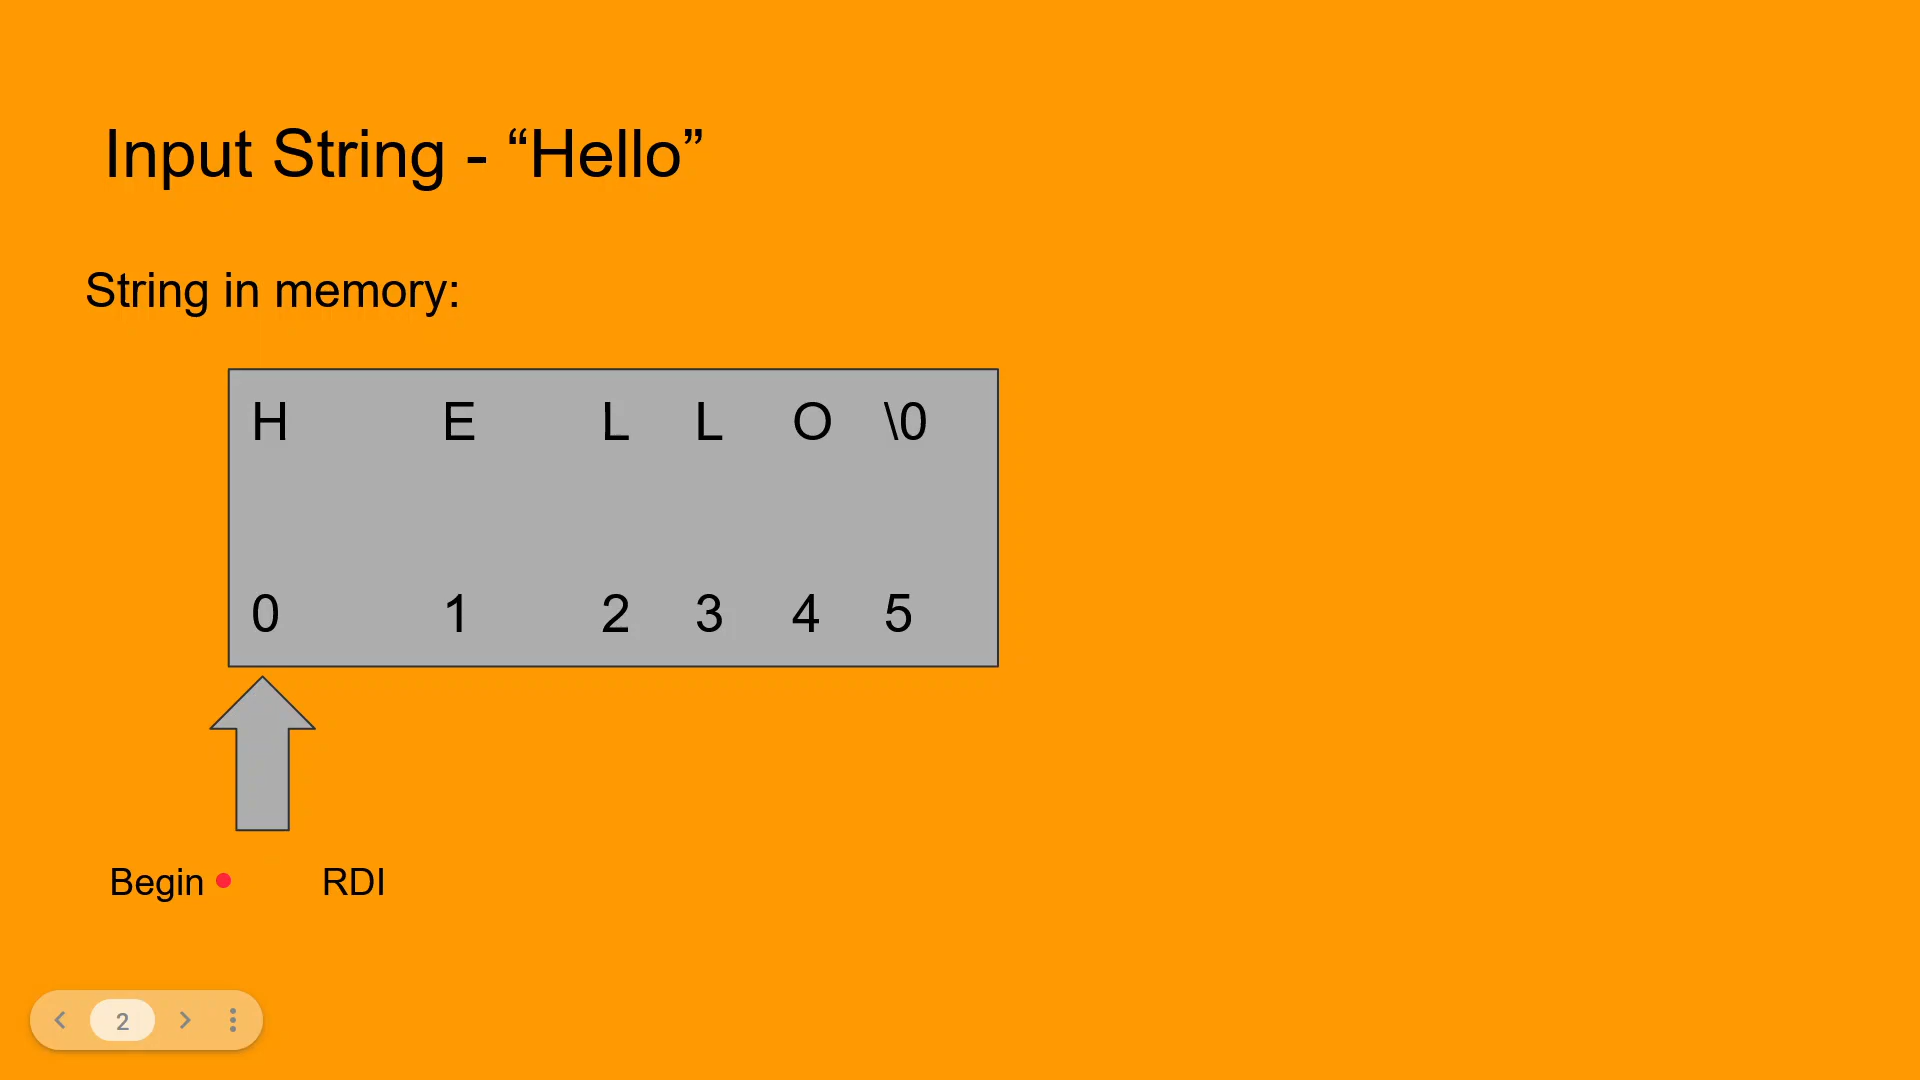 Input String - “Hello”
String in memory:
H E L L O \0
0 1 2 3 4 5
Begin RDI
2